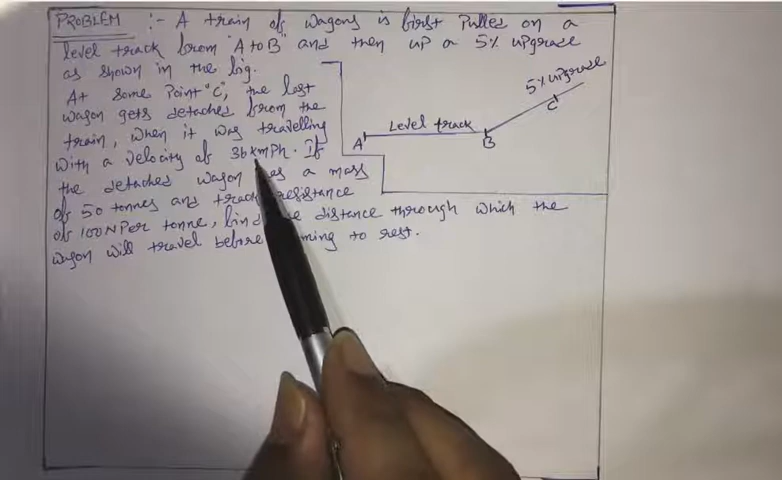 PROBLEM :- A train of wagons is first pulled on a
level track from "A to B" and then up a 5% upgrade
as shown in the fig.
At some point "C", the last
wagon gets detached from the
train, when it was travelling
with a velocity of 36 kmph. If
the detached wagon has a mass
of 50 tonnes and track resistance
of 100N Per tonne, find distance through which the
wagon will travel before to rest.
5% upgrade
C
Level track
A
B